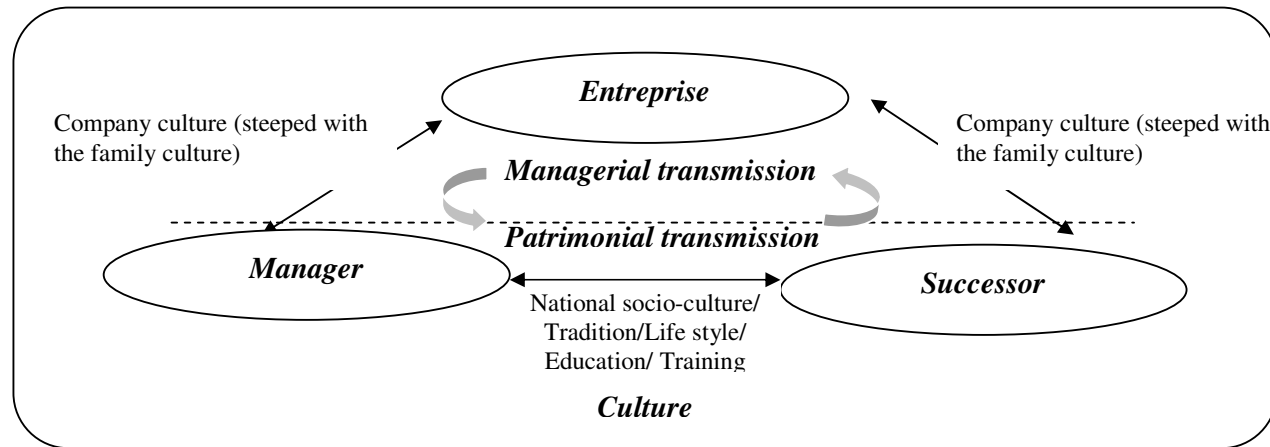 Entreprise
Company culture (steeped with
the family culture)
Company culture (steeped with
the family culture)
Managerial transmission
Patrimonial transmission
Manager
Successor
National socio-culture/
Tradition/Life style/
Education/ Training
Culture